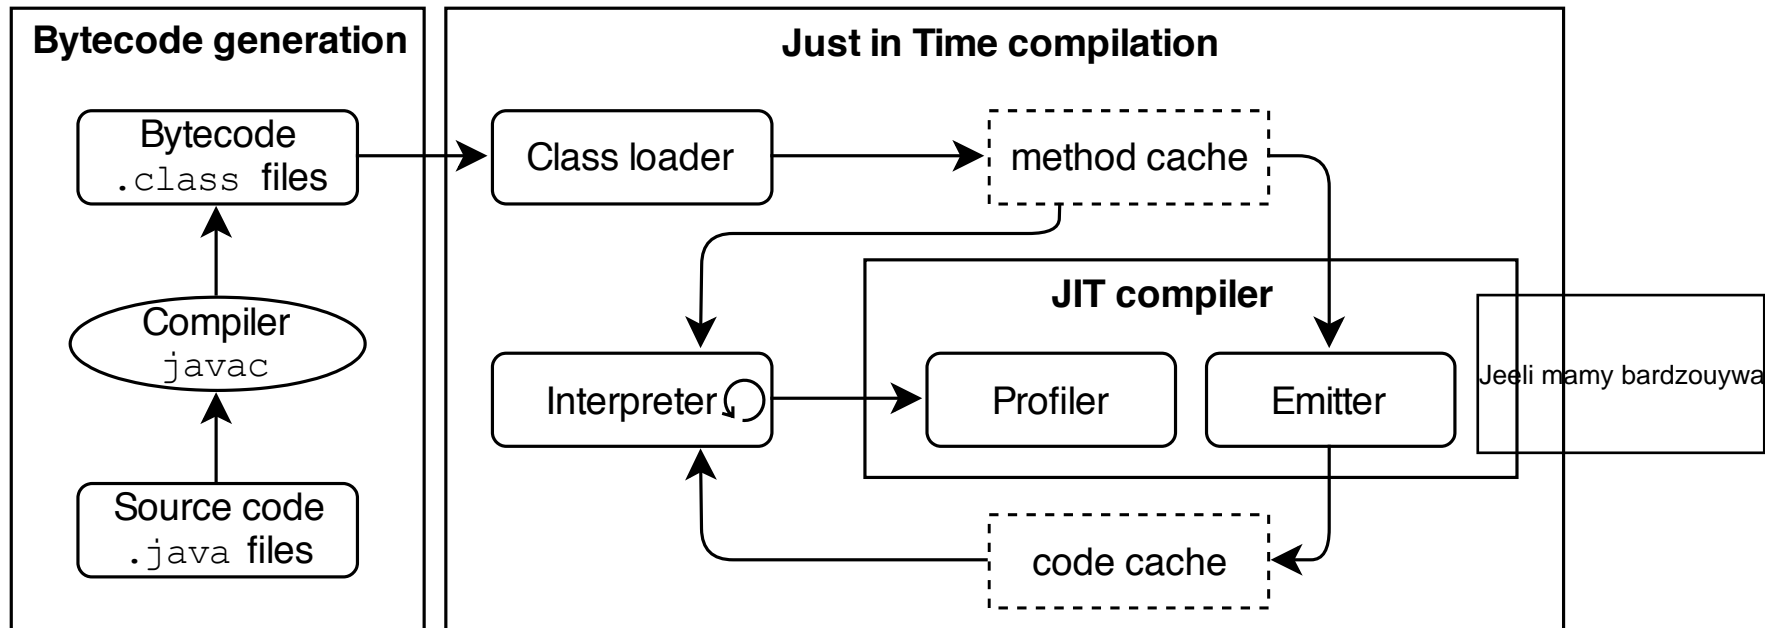 Bytecode generation
Just in Time compilation
Bytecode
.class files
Class loader
method cache
Compiler
javac
JIT compiler
Interpreter
Profiler
Emitter
Jeeli mamy bardzouywa
Source code
.java files
code cache